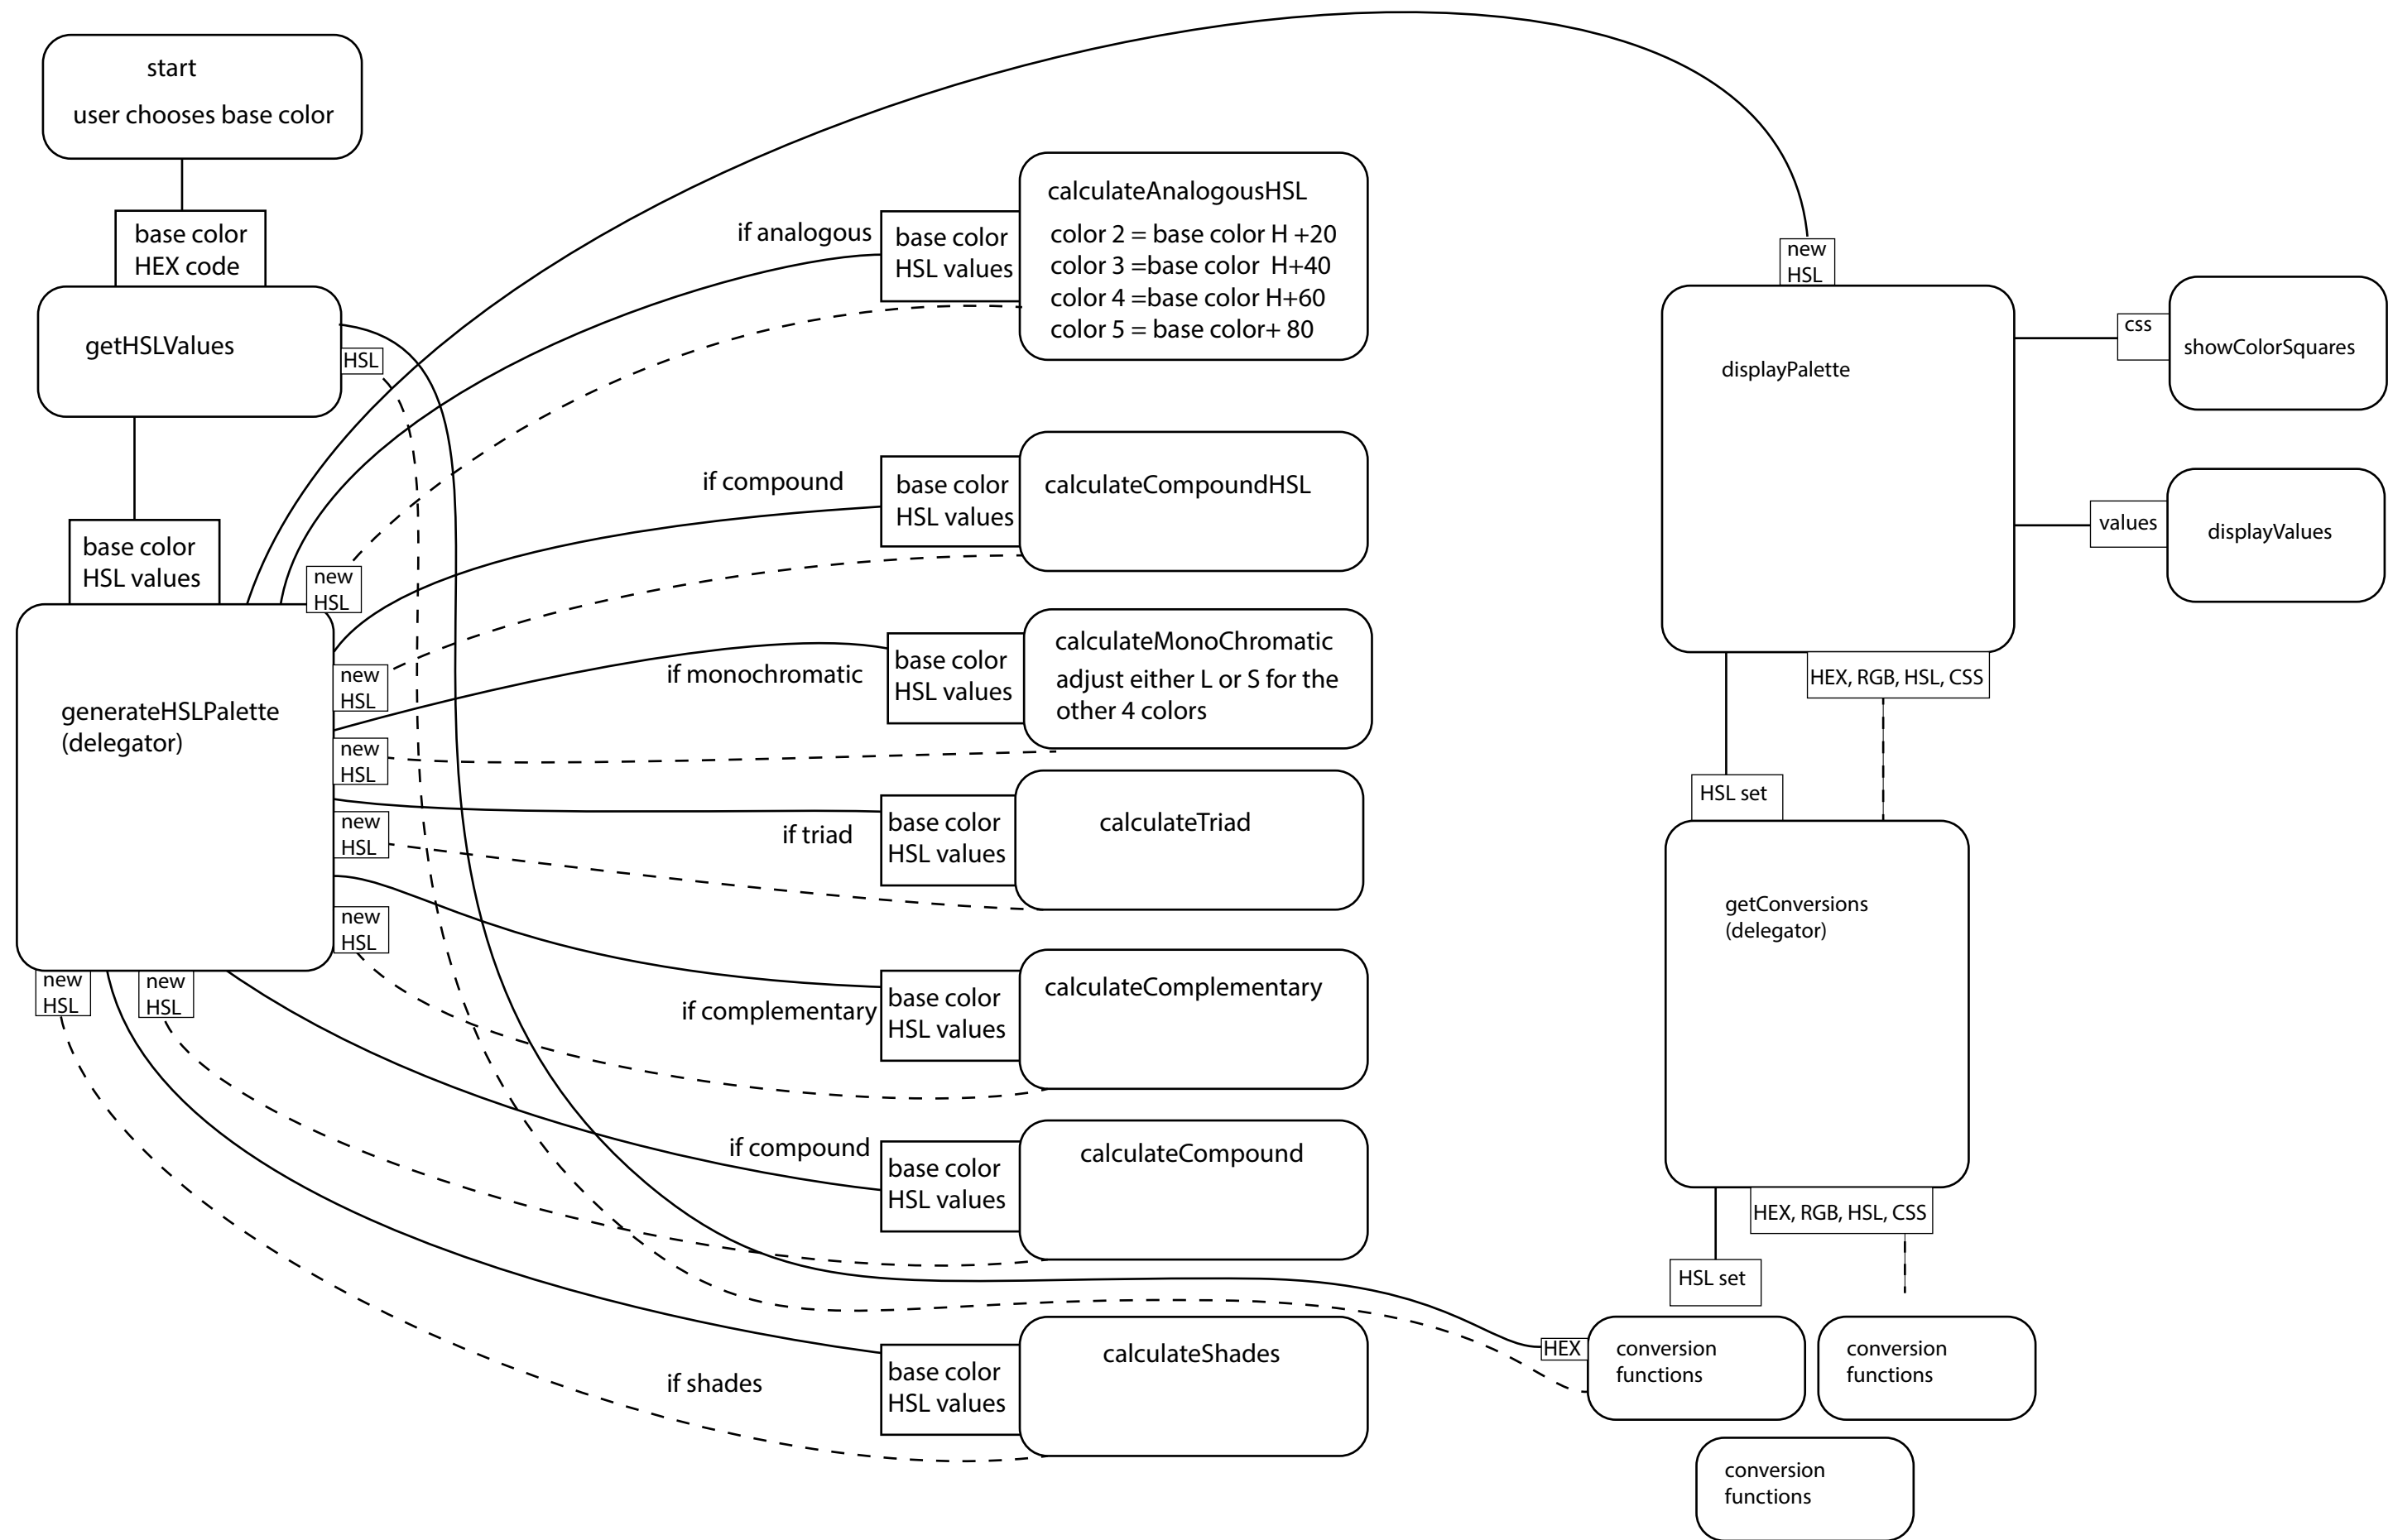 start
user chooses base color
base color
HEX code
getHSLValues
HSL
base color
HSL values
generateHSLPalette
(delegator)
new
HSL
new
HSL
new
HSL
new
HSL
new
HSL
new
HSL
new
HSL
if analogous
base color
HSL values
calculateAnalogousHSL
color 2 = base color H +20
color 3 =base color  H+40
color 4 =base color H+60
color 5 = base color+ 80
if compound
base color
HSL values
calculateCompoundHSL
if monochromatic
base color
HSL values
calculateMonoChromatic
adjust either L or S for the
other 4 colors
if triad
base color
HSL values
calculateTriad
if complementary
base color
HSL values
calculateComplementary
if compound
base color
HSL values
calculateCompound
if shades
base color
HSL values
calculateShades
new
HSL
displayPalette
css
showColorSquares
values
displayValues
HEX, RGB, HSL, CSS
HSL set
getConversions
(delegator)
HEX, RGB, HSL, CSS
HSL set
HEX
conversion
functions
conversion
functions
conversion
functions